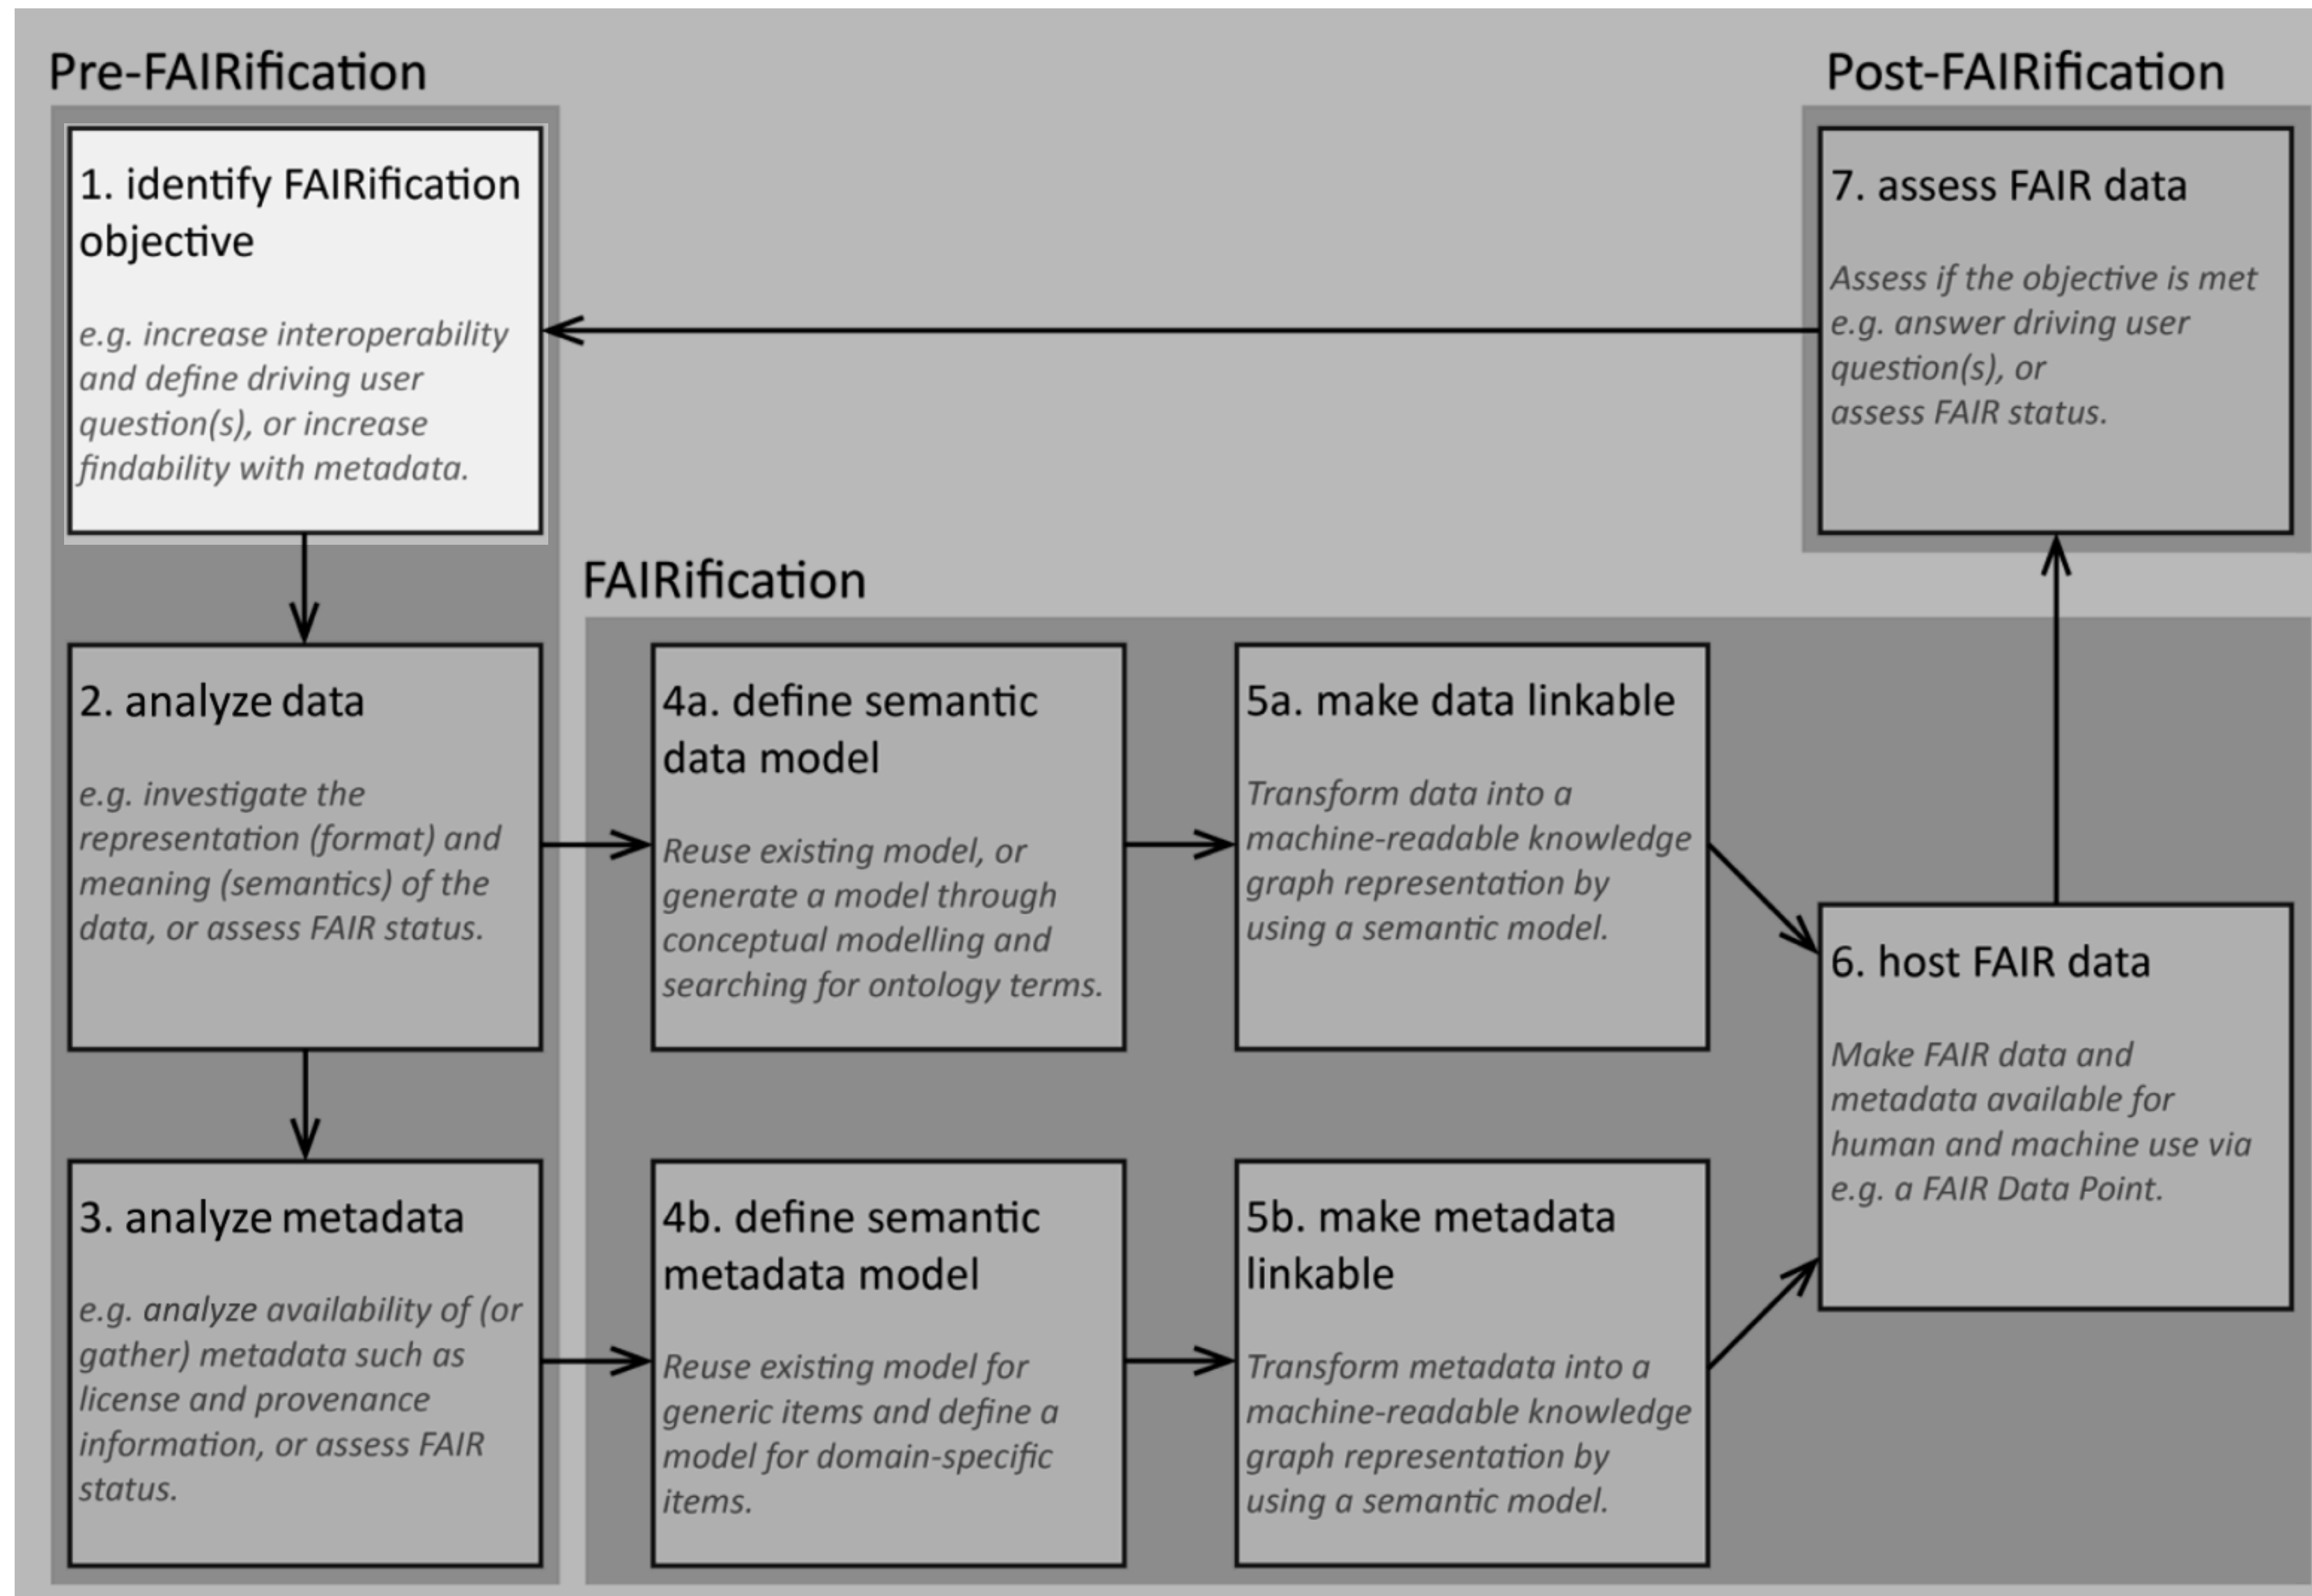 Pre-FAIRification
1. identify FAIRification
objective
e.g. increase interoperability
and define driving user
question(s), or increase
findability with metadata.
2. analyze data
e.g. investigate the
representation (format) and
meaning (semantics) of the
data, or assess FAIR status.
3. analyze metadata
e.g. analyze availability of (or
gather) metadata such as
license and provenance
information, or assess FAIR
status.
FAIRification
4a. define semantic
data model
Reuse existing model, or
generate a model through
conceptual modelling and
searching for ontology terms.
5a. make data linkable
Transform data into a
machine-readable knowledge
graph representation by
using a semantic model.
4b. define semantic
metadata model
Reuse existing model for
generic items and define a
model for domain-specific
items.
5b. make metadata
linkable
Transform metadata into a
machine-readable knowledge
graph representation by
using a semantic model.
6. host FAIR data
Make FAIR data and
metadata available for
human and machine use via
e.g. a FAIR Data Point.
Post-FAIRification
7. assess FAIR data
Assess if the objective is met
e.g. answer driving user
question(s), or
assess FAIR status.